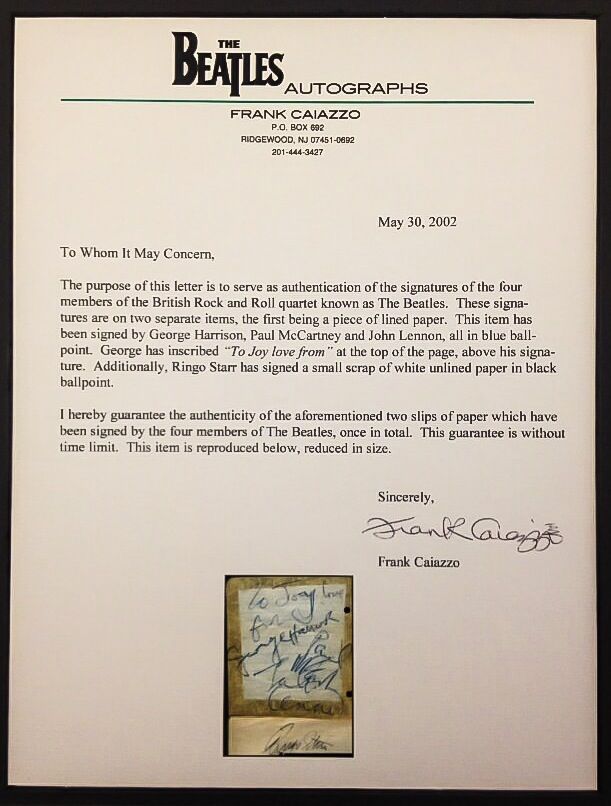 THE
BEATLES AUTOGRAPHS
FRANK CAIAZZO
P.O. BOX 692
RIDGEWOOD, NJ 07451-0692
201-444-3427
May 30, 2002
To Whom It May Concern,
The purpose of this letter is to serve as authentication of the signatures of the four
members of the British Rock and Roll quartet known as The Beatles. These signa-
tures are on two separate items, the first being a piece of lined paper. This item has
been signed by George Harrison, Paul McCartney and John Lennon, all in blue ball-
point. George has inscribed "To Joy love from" at the top of the page, above his signa-
ture. Additionally, Ringo Starr has signed a small scrap of white unlined paper in black
ballpoint.
I hereby guarantee the authenticity of the aforementioned two slips of paper which have
been signed by the four members of The Beatles, once in total. This guarantee is without
time limit. This item is reproduced below, reduced in size.
Sincerely,
Frank Caiazzo
Frank Caiazzo
To Joy love
from
George Harrison
Lennon
Ringo Starr